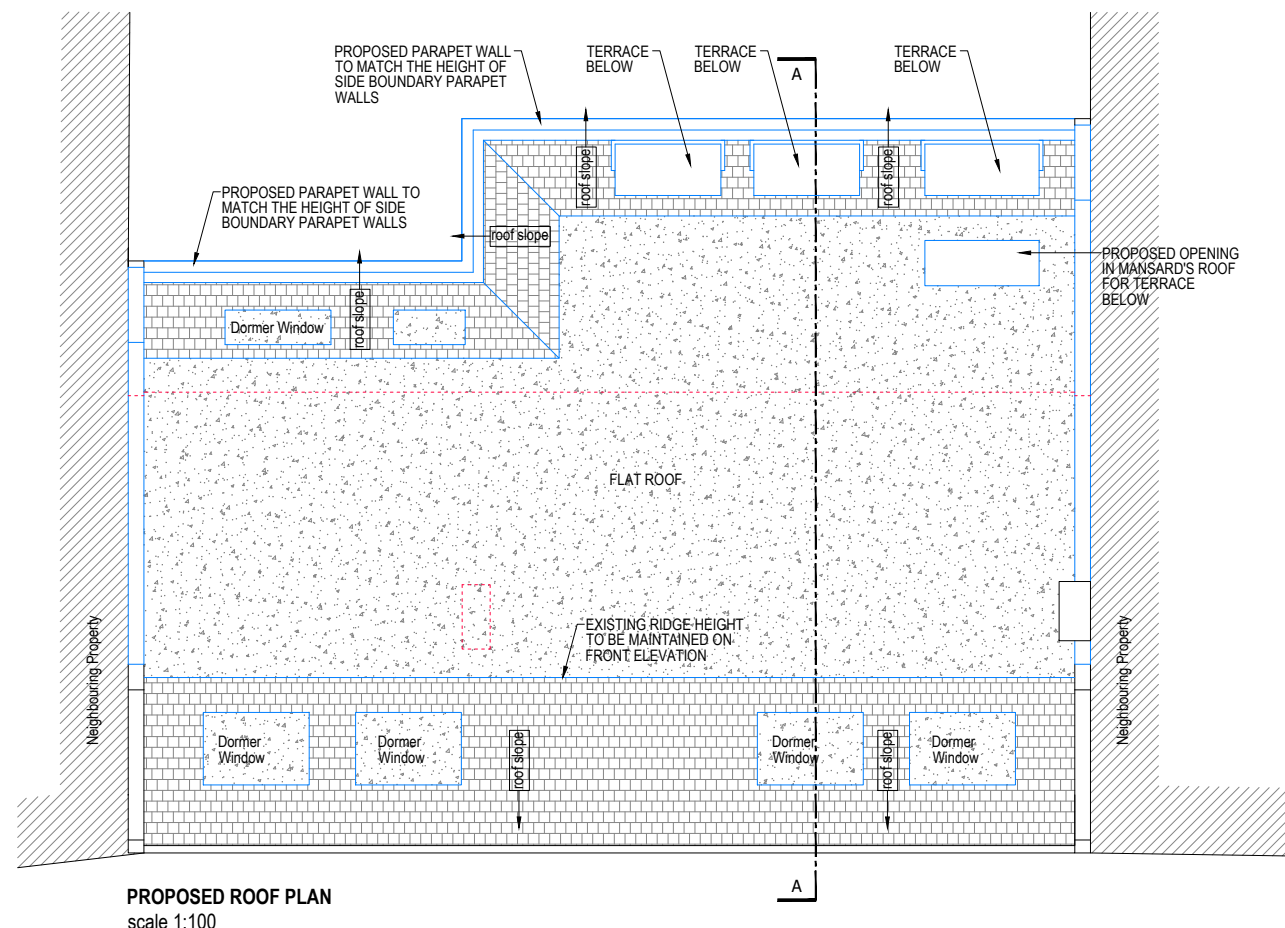 PROPOSED PARAPET WALL
TO MATCH THE HEIGHT OF
SIDE BOUNDARY PARAPET
WALLS
TERRACE
BELOW
TERRACE
BELOW
A
TERRACE
BELOW
roof slope
roof slope
PROPOSED PARAPET WALL TO
MATCH THE HEIGHT OF SIDE
BOUNDARY PARAPET WALLS
roof slope
PROPOSED OPENING
IN MANSARD'S ROOF
FOR TERRACE
BELOW
Dormer Window
roof slope
FLAT ROOF
EXISTING RIDGE HEIGHT
TO BE MAINTAINED ON
FRONT ELEVATION
Neighbouring Property
Neighbouring Property
Dormer
Window
Dormer
Window
roof slope
Dormer
Window
roof slope
Dormer
Window
A
PROPOSED ROOF PLAN
scale 1:100